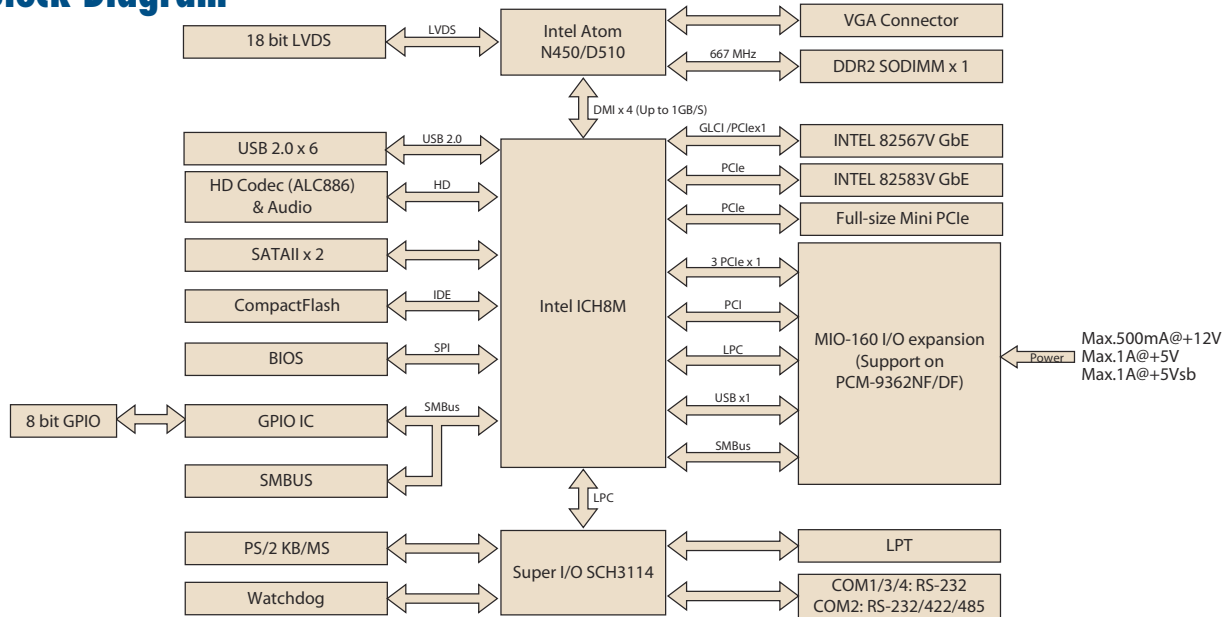 18 bit LVDS
LVDS
Intel Atom
N450/D510
VGA Connector
667 MHz
DDR2 SODIMM x 1
DMI x 4 (Up to 1GB/S)
USB 2.0 x 6
USB 2.0
GLCI /PCIex1
INTEL 82567V GbE
HD Codec (ALC886)
& Audio
HD
PCIe
INTEL 82583V GbE
PCIe
Full-size Mini PCIe
SATAII x 2
3 PCIe x 1
CompactFlash
IDE
Intel ICH8M
PCI
MIO-160 I/O expansion
(Support on
PCM-9362NF/DF)
Power
Max.500mA@+12V
Max.1A@+5V
Max.1A@+5Vsb
BIOS
SPI
LPC
8 bit GPIO
GPIO IC
SMBus
USB x1
SMBUS
SMBus
LPC
PS/2 KB/MS
Super I/O SCH3114
LPT
Watchdog
COM1/3/4: RS-232
COM2: RS-232/422/485